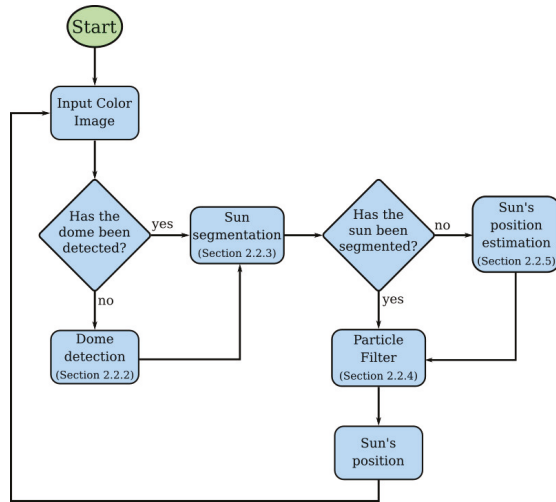 Start
Input Color
Image
Has the
dome been
detected?
yes
no
Dome
detection
(Section 2.2.2)
Sun
segmentation
(Section 2.2.3)
Has the
sun been
segmented?
no
yes
Sun's
position
estimation
(Section 2.2.5)
Particle
Filter
(Section 2.2.4)
Sun's
position